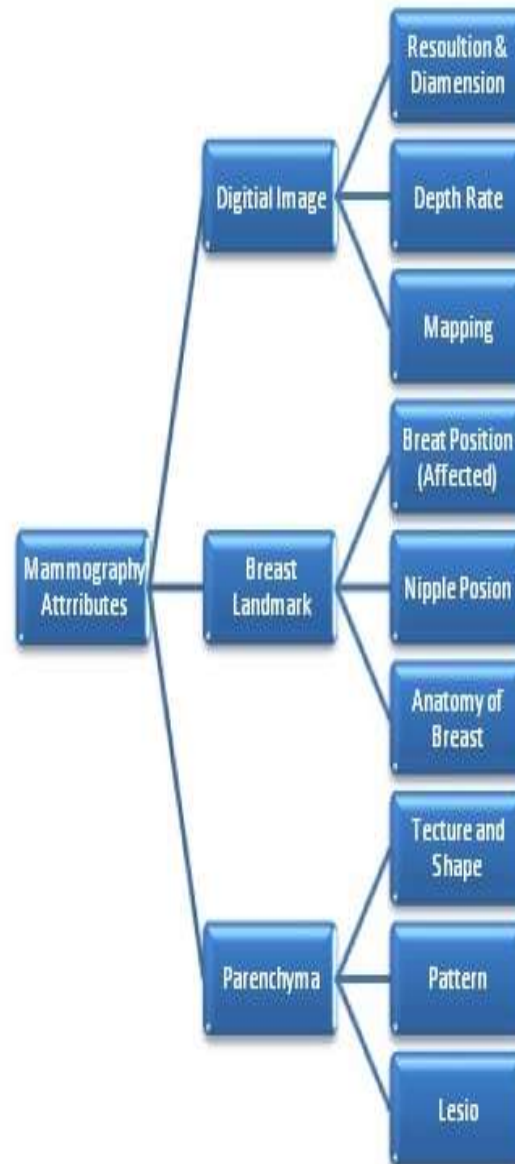 Resoultion &
Diamension
Digitial Image
Depth Rate
Mapping
Breat Position
(Affected)
Mammography
Attrributes
Breast
Landmark
Nipple Posion
Anatomy of
Breast
Tecture and
Shape
Parenchyma
Pattern
Lesio